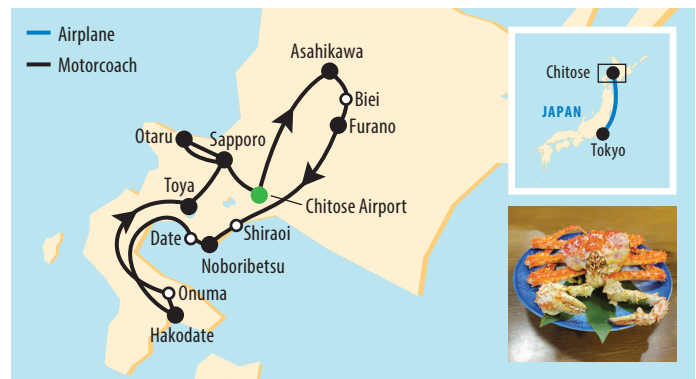 Airplane
Motorcoach
Asahikawa
Biei
Furano
Otaru
Sapporo
Toya
Chitose Airport
Date
Shiraoi
Noboribetsu
Onuma
Hakodate
Chitose
JAPAN
Tokyo